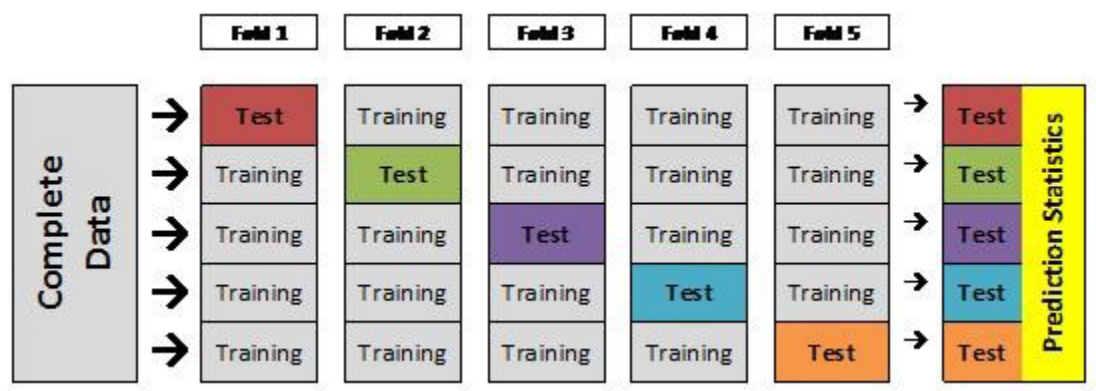 Fold 1 Fold 2 Fold 3 Fold 4 Fold 5
Complete
Data
Test Training Training Training Training Test
Training Test Training Training Training Test
Training Training Test Training Training Test
Training Training Training Test Training Test
Training Training Training Training Test Test
Prediction Statistics